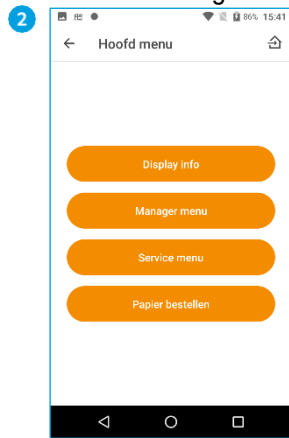 2
86% 15:41
Hoofd menu
Display info
Manager menu
Service menu
Papier bestellen